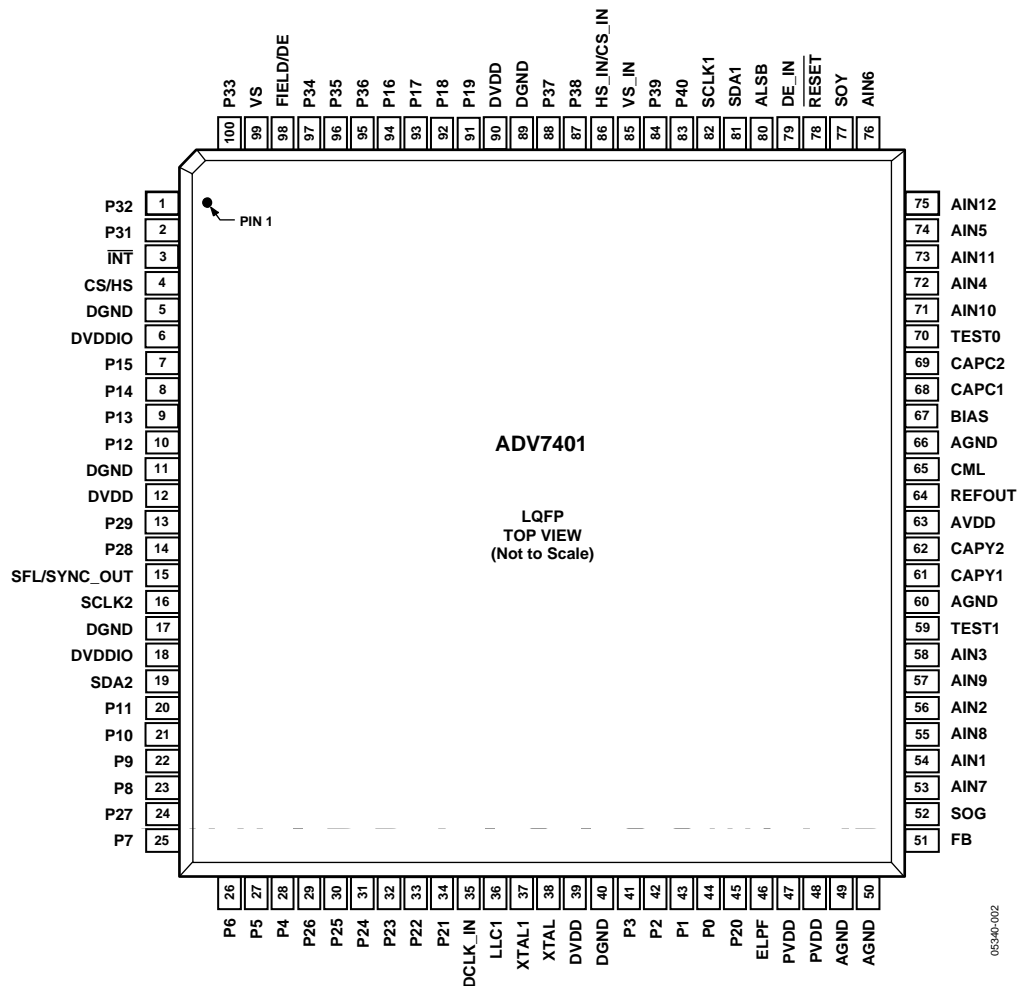 P33 VS FIELD/DE P34 P35 P36 P16 P17 P18 P19 DVDD DGND P37 P38 HS_IN/CS_IN VS_IN P39 P40 SCLK1 SDA1 ALSB DE_IN RESET SOY AIN6
100 99 98 97 96 95 94 93 92 91 90 89 88 87 86 85 84 83 82 81 80 79 78 77 76
P32 1
P31 2
INT 3
CS/HS 4
DGND 5
DVDDIO 6
P15 7
P14 8
P13 9
P12 10
DGND 11
DVDD 12
P29 13
P28 14
SFL/SYNC_OUT 15
SCLK2 16
DGND 17
DVDDIO 18
SDA2 19
P11 20
P10 21
P9 22
P8 23
P27 24
P7 25
PIN 1
ADV7401
LQFP
TOP VIEW
(Not to Scale)
75 AIN12
74 AIN5
73 AIN11
72 AIN4
71 AIN10
70 TEST0
69 CAPC2
68 CAPC1
67 BIAS
66 AGND
65 CML
64 REFOUT
63 AVDD
62 CAPY2
61 CAPY1
60 AGND
59 TEST1
58 AIN3
57 AIN9
56 AIN2
55 AIN8
54 AIN1
53 AIN7
52 SOG
51 FB
26 27 28 29 30 31 32 33 34 35 36 37 38 39 40 41 42 43 44 45 46 47 48 49 50
P6 P5 P4 P26 P25 P24 P23 P22 P21 DCLK_IN LLC1 XTAL1 XTAL DVDD DGND P3 P2 P1 P0 P20 ELPF PVDD PVDD AGND AGND
05340-002